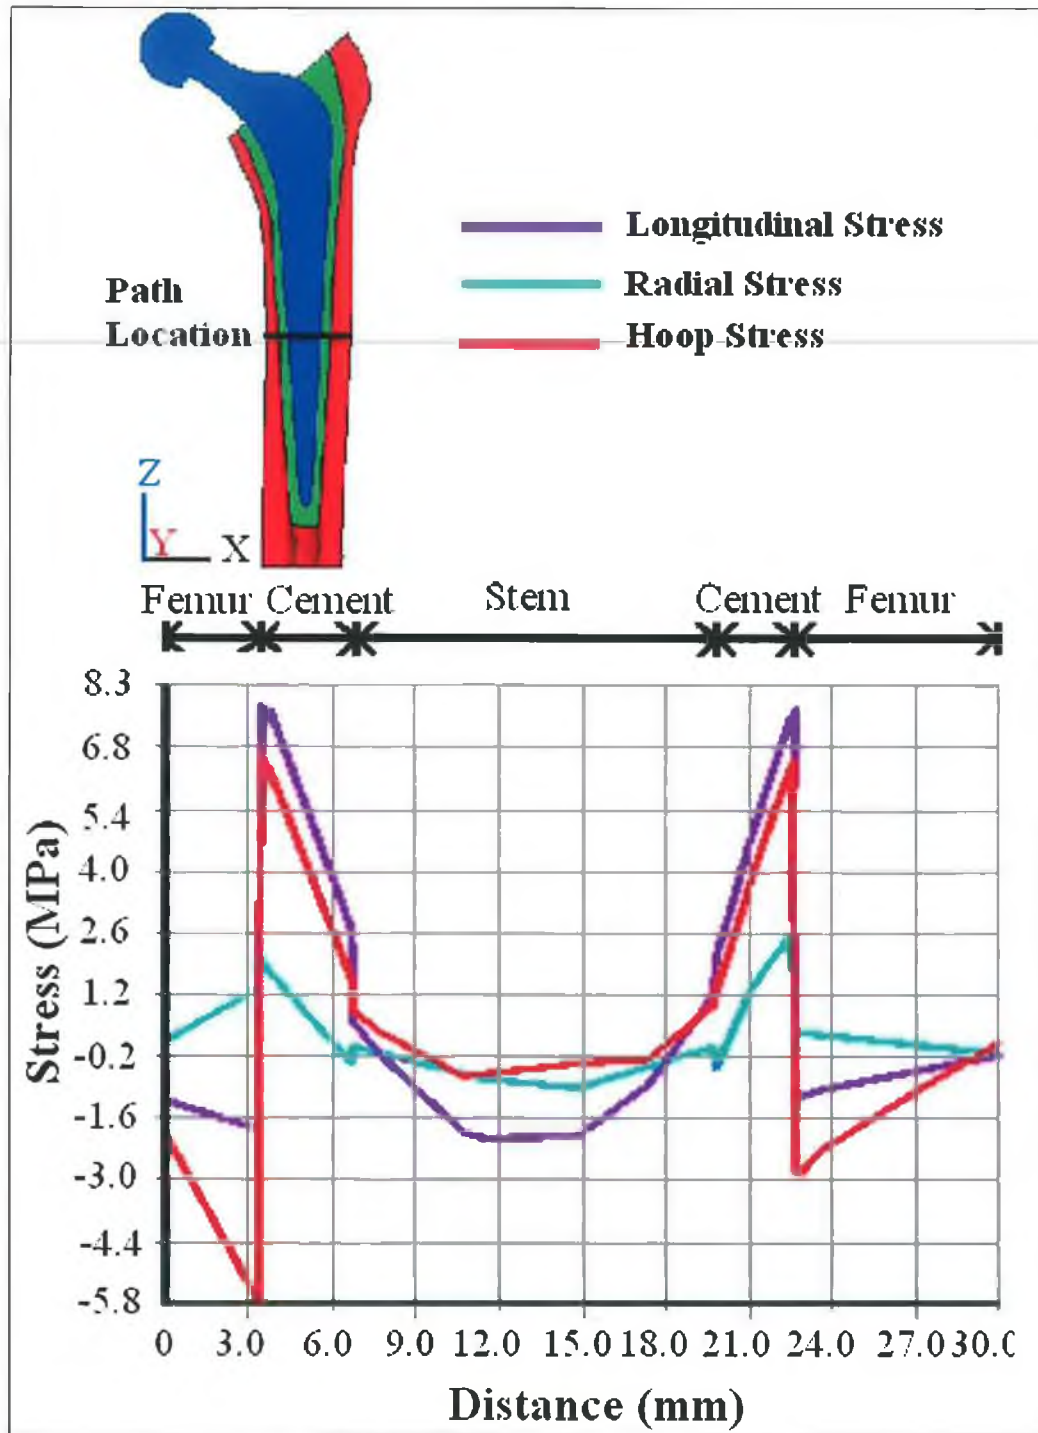 Longitudinal Stress
Radial Stress
Hoop Stress
Path
Location
Z
Y
X
Femur Cement Stem Cement Femur
8.3
6.8
5.4
4.0
2.6
1.2
-0.2
-1.6
-3.0
-4.4
-5.8
Stress (MPa)
0 3.0 6.0 9.0 12.0 15.0 18.0 21.0 24.0 27.0 30.0
Distance (mm)